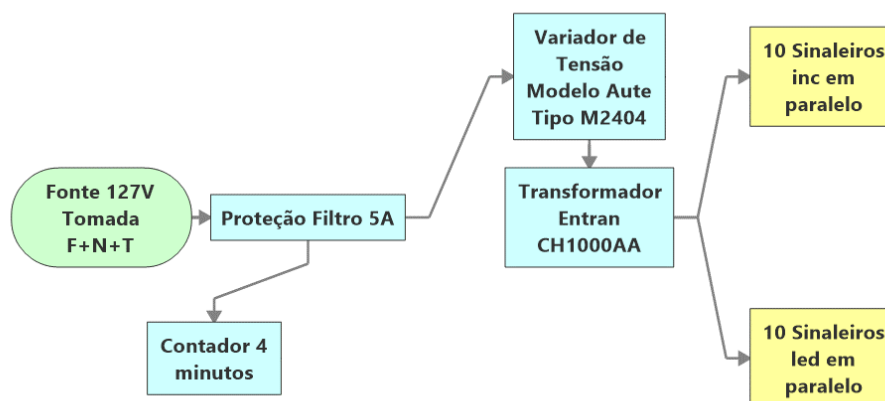 Fonte 127V
Tomada
F+N+T
Proteção Filtro 5A
Contador 4
minutos
Variador de
Tensão
Modelo Aute
Tipo M2404
Transformador
Entran
CH1000AA
10 Sinaleiros
inc em
paralelo
10 Sinaleiros
led em
paralelo